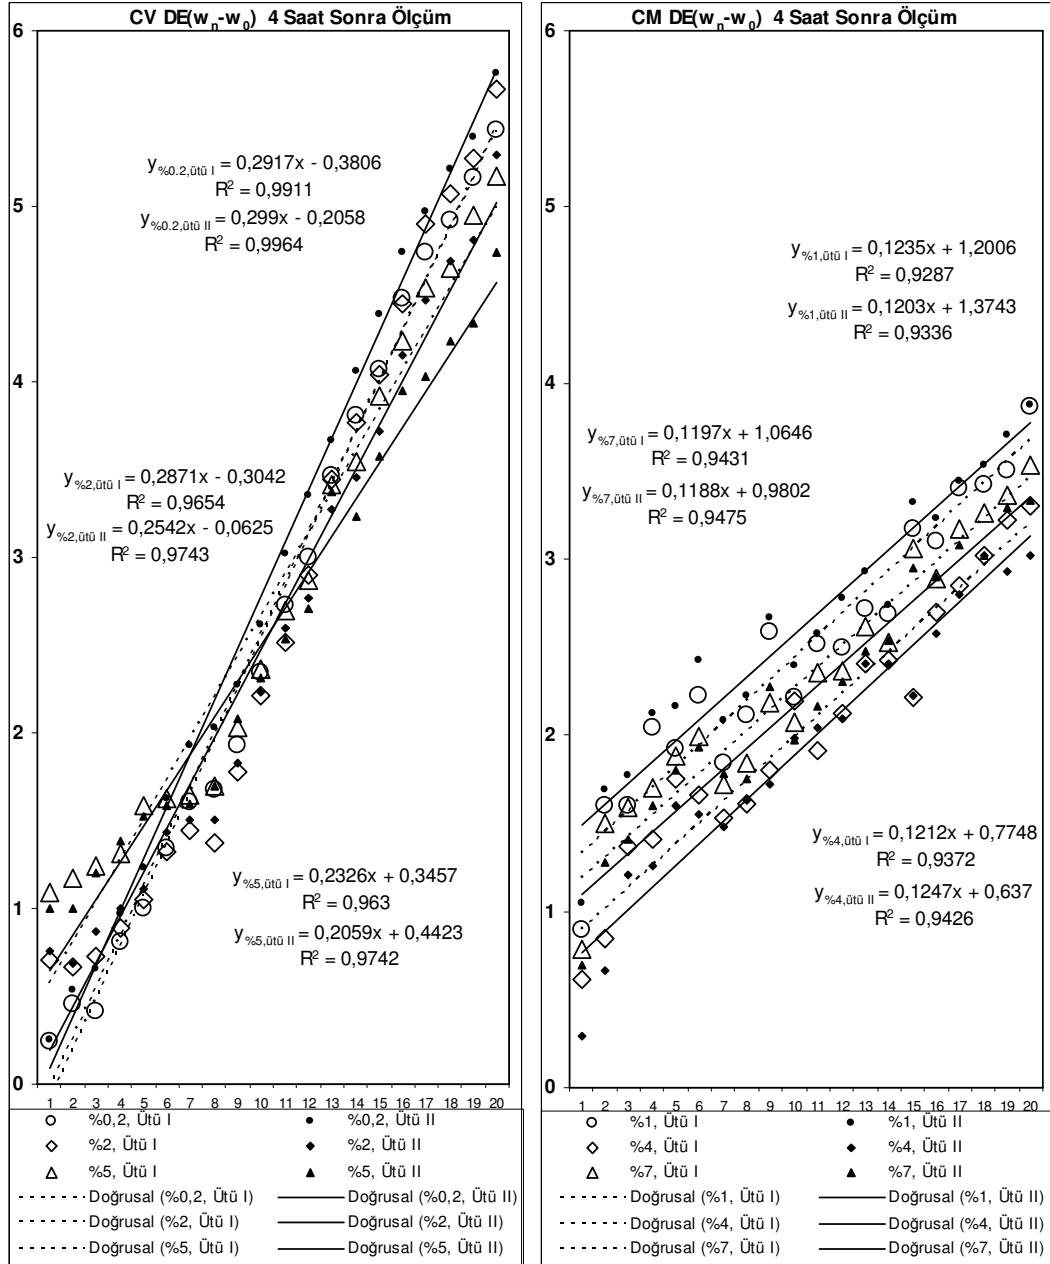 CV DE(wn-w0) 4 Saat Sonra Ölçüm
6
5
4
3
2
1
0
y%0.2,ütü I = 0,2917x - 0,3806
R² = 0,9911
y%0.2,ütü II = 0,299x - 0,2058
R² = 0,9964
y%2,ütü I = 0,2871x - 0,3042
R² = 0,9654
y%2,ütü II = 0,2542x - 0,0625
R² = 0,9743
y%5,ütü I = 0,2326x + 0,3457
R² = 0,963
y%5,ütü II = 0,2059x + 0,4423
R² = 0,9742
1 2 3 4 5 6 7 8 9 10 11 12 13 14 15 16 17 18 19 20
%0,2, Ütü I %0,2, Ütü II
%2, Ütü I %2, Ütü II
%5, Ütü I %5, Ütü II
Doğrusal (%0,2, Ütü I) Doğrusal (%0,2, Ütü II)
Doğrusal (%2, Ütü I) Doğrusal (%2, Ütü II)
Doğrusal (%5, Ütü I) Doğrusal (%5, Ütü II)
CM DE(wn-w0) 4 Saat Sonra Ölçüm
6
5
4
3
2
1
0
y%1,ütü I = 0,1235x + 1,2006
R² = 0,9287
y%1,ütü II = 0,1203x + 1,3743
R² = 0,9336
y%7,ütü I = 0,1197x + 1,0646
R² = 0,9431
y%7,ütü II = 0,1188x + 0,9802
R² = 0,9475
y%4,ütü I = 0,1212x + 0,7748
R² = 0,9372
y%4,ütü II = 0,1247x + 0,637
R² = 0,9426
1 2 3 4 5 6 7 8 9 10 11 12 13 14 15 16 17 18 19 20
%1, Ütü I %1, Ütü II
%4, Ütü I %4, Ütü II
%7, Ütü I %7, Ütü II
Doğrusal (%1, Ütü I) Doğrusal (%1, Ütü II)
Doğrusal (%4, Ütü I) Doğrusal (%4, Ütü II)
Doğrusal (%7, Ütü I) Doğrusal (%7, Ütü II)